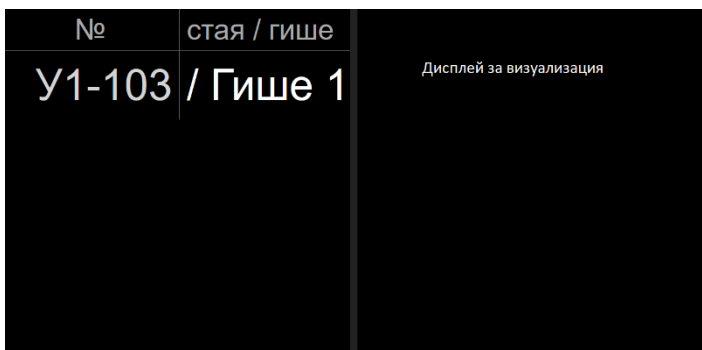 № стая / гише
У1-103 / Гише 1
Дисплей за визуализация